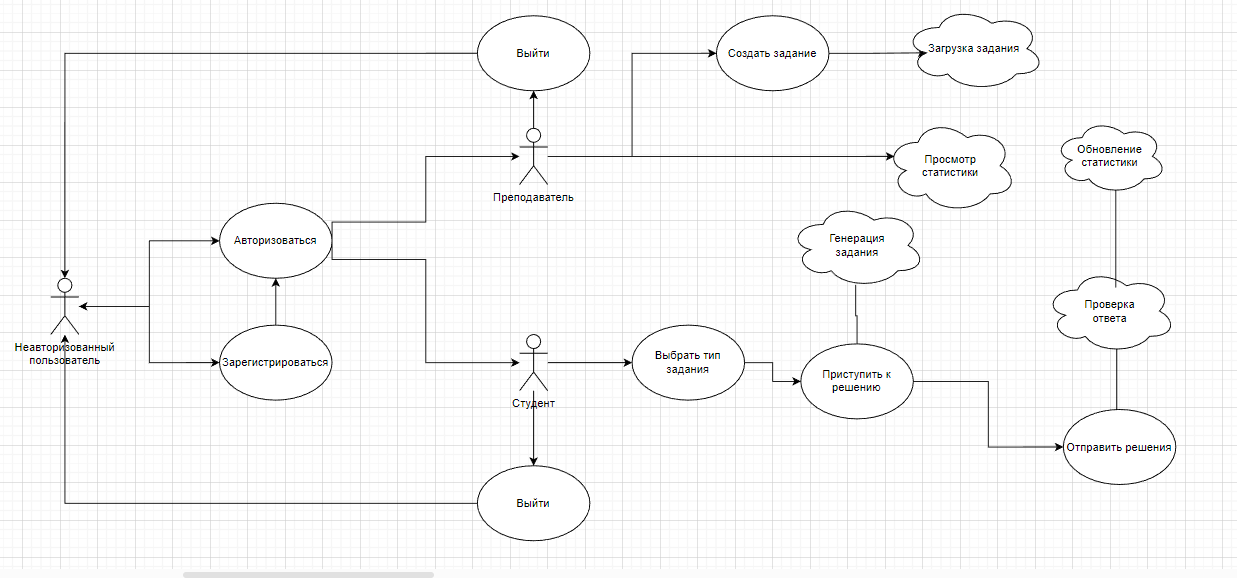 Выйти
Создать задание
Загрузка задания
Обновление
статистики
Просмотр
статистики
Преподаватель
Авторизоваться
Генерация
задания
Проверка
ответа
Неавторизованный
пользователь
Зарегистрироваться
Выбрать тип
задания
Приступить к
решению
Студент
Отправить решения
Выйти